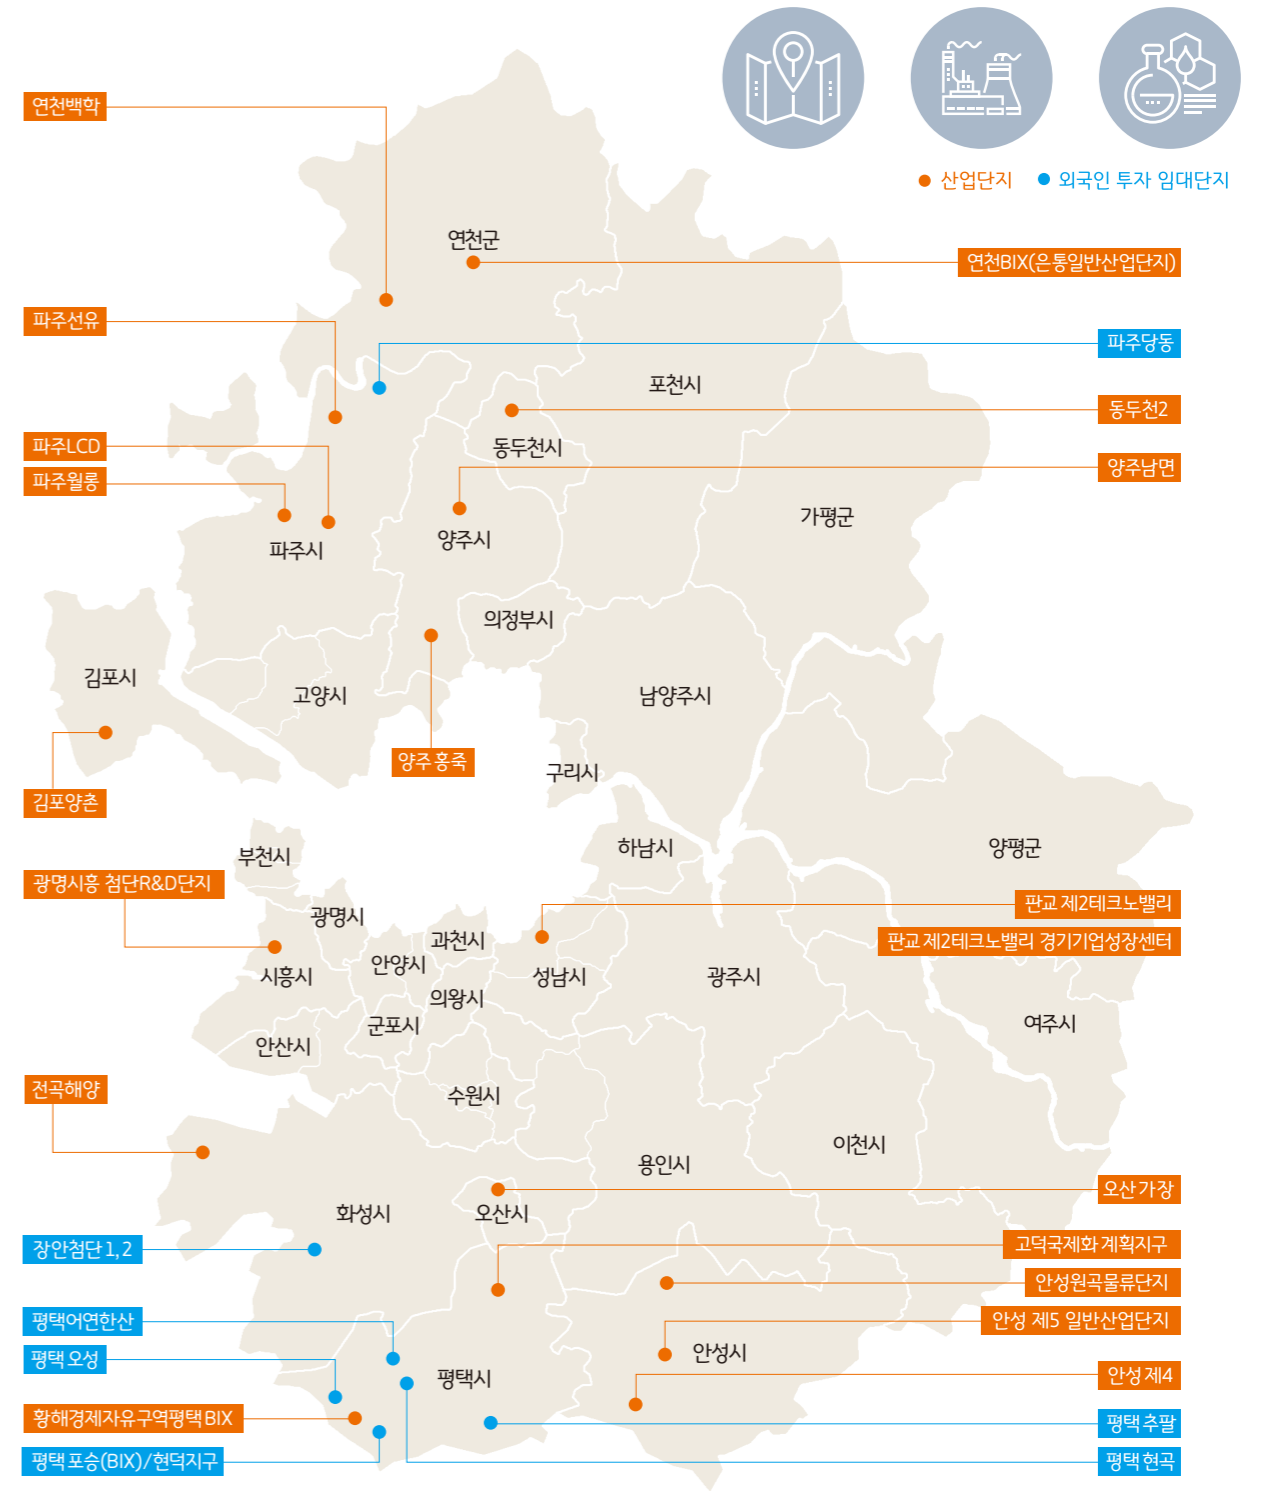 산업단지
외국인 투자 임대단지
연천백학
연천군
연천BIX(은통일반산업단지)
파주선유
파주당동
포천시
동두천2
동두천시
파주LCD
양주남면
파주월롱
가평군
양주시
파주시
의정부시
김포시
고양시
남양주시
양주 홍죽
구리시
김포양촌
하남시
양평군
부천시
광명시흥 첨단R&D단지
판교 제2테크노밸리
광명시
과천시
판교 제2테크노밸리 경기기업성장센터
안양시
시흥시
성남시
광주시
의왕시
군포시
여주시
안산시
전곡해양
수원시
이천시
용인시
오산 가장
화성시
오산시
장안첨단 1, 2
고덕국제화 계획지구
안성원곡물류단지
평택어연한산
안성 제5 일반산업단지
평택 오성
안성시
평택시
안성 제4
황해경제자유구역평택 BIX
평택 추팔
평택 포승(BIX)/현덕지구
평택 현곡